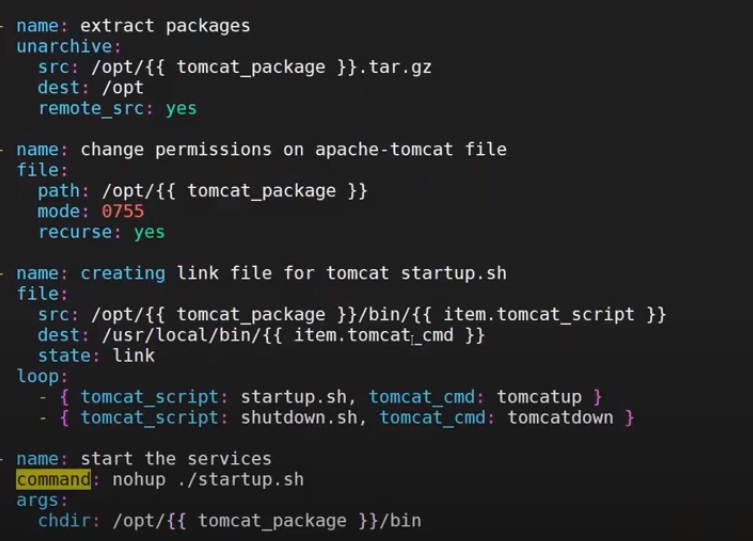 - name: extract packages
  unarchive:
    src: /opt/{{ tomcat_package }}.tar.gz
    dest: /opt
    remote_src: yes

- name: change permissions on apache-tomcat file
  file:
    path: /opt/{{ tomcat_package }}
    mode: 0755
    recurse: yes

- name: creating link file for tomcat startup.sh
  file:
    src: /opt/{{ tomcat_package }}/bin/{{ item.tomcat_script }}
    dest: /usr/local/bin/{{ item.tomcat_cmd }}
    state: link
  loop:
    - { tomcat_script: startup.sh, tomcat_cmd: tomcatup }
    - { tomcat_script: shutdown.sh, tomcat_cmd: tomcatdown }

- name: start the services
  command: nohup ./startup.sh
  args:
    chdir: /opt/{{ tomcat_package }}/bin